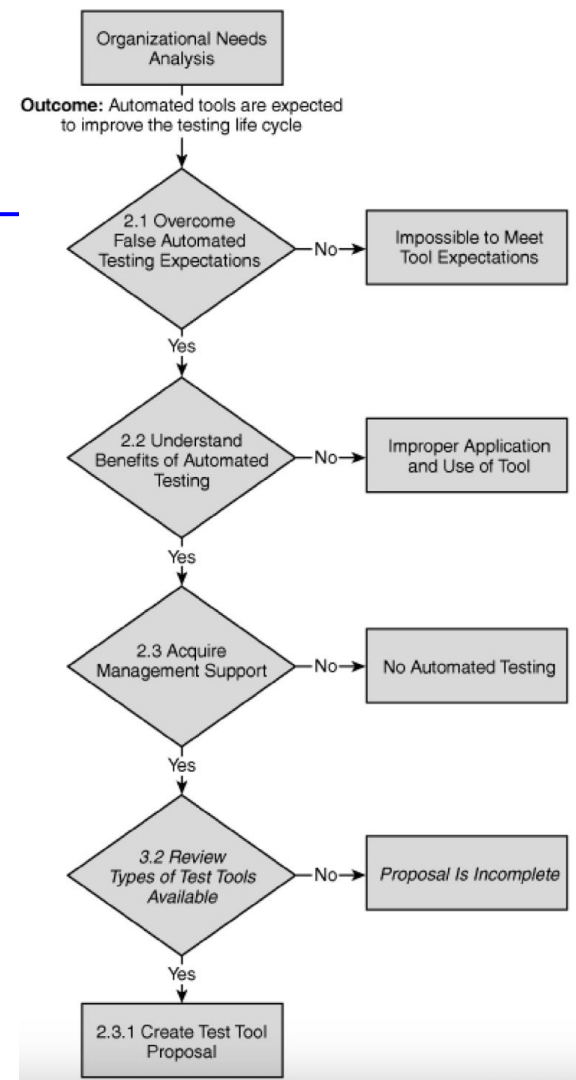 Organizational Needs
Analysis
Outcome: Automated tools are expected
to improve the testing life cycle
2.1 Overcome
False Automated
Testing Expectations
No
Impossible to Meet
Tool Expectations
Yes
2.2 Understand
Benefits of Automated
Testing
No
Improper Application
and Use of Tool
Yes
2.3 Acquire
Management Support
No
No Automated Testing
Yes
3.2 Review
Types of Test Tools
Available
No
Proposal Is Incomplete
Yes
2.3.1 Create Test Tool
Proposal